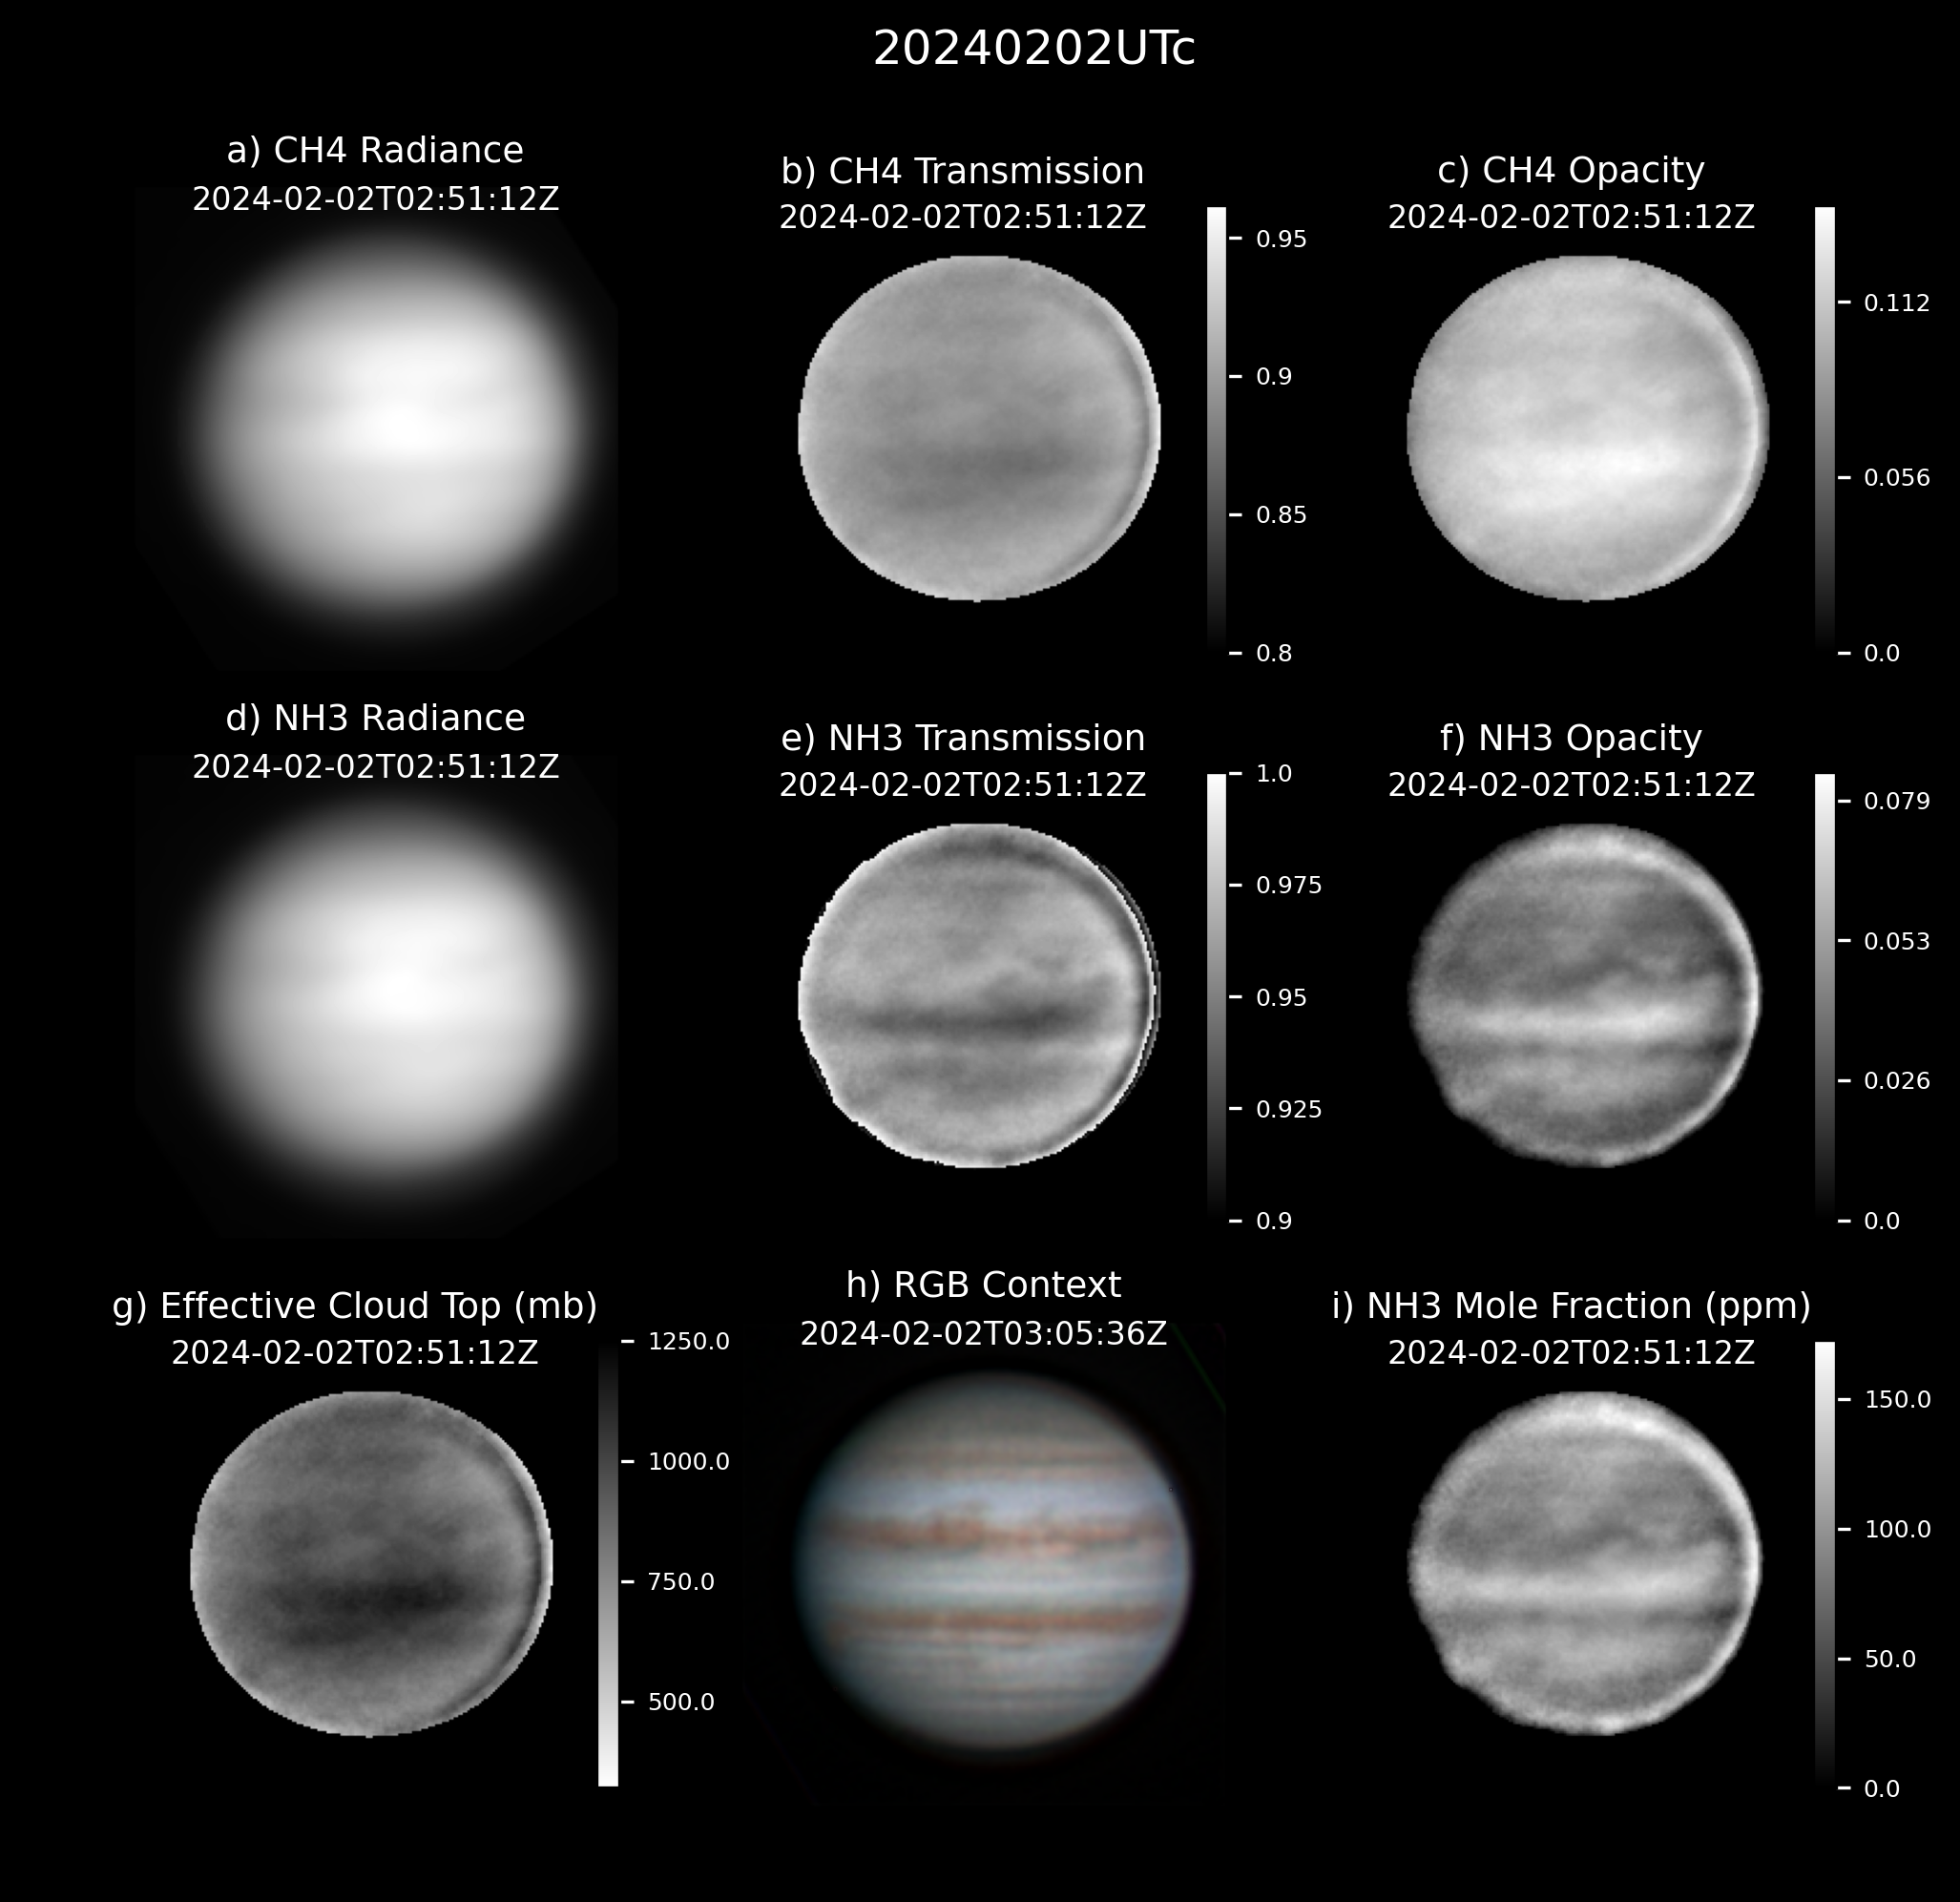 20240202UTc
a) CH4 Radiance
2024-02-02T02:51:12Z
b) CH4 Transmission
2024-02-02T02:51:12Z
0.95
0.9
0.85
0.8
c) CH4 Opacity
2024-02-02T02:51:12Z
0.112
0.056
0.0
d) NH3 Radiance
2024-02-02T02:51:12Z
e) NH3 Transmission
2024-02-02T02:51:12Z
1.0
0.975
0.95
0.925
0.9
f) NH3 Opacity
2024-02-02T02:51:12Z
0.079
0.053
0.026
0.0
g) Effective Cloud Top (mb)
2024-02-02T02:51:12Z
1250.0
1000.0
750.0
500.0
h) RGB Context
2024-02-02T03:05:36Z
i) NH3 Mole Fraction (ppm)
2024-02-02T02:51:12Z
150.0
100.0
50.0
0.0